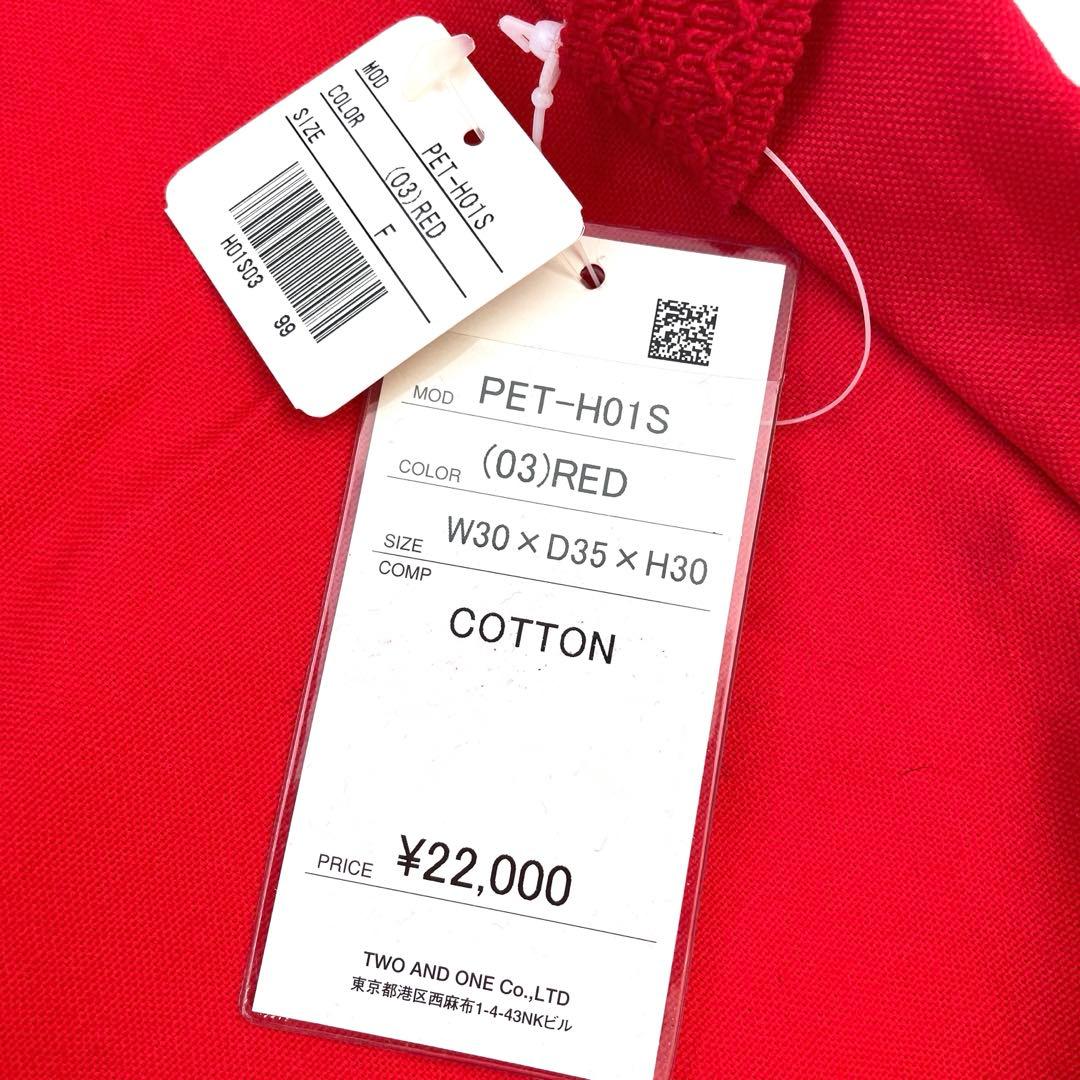 MOD PET-H01S
COLOR (03)RED
SIZE F
H01S03 99
MOD PET-H01S
COLOR (03)RED
SIZE W30×D35×H30
COMP
COTTON
PRICE ¥22,000
TWO AND ONE Co.,LTD
東京都港区西麻布1-4-43NKビル